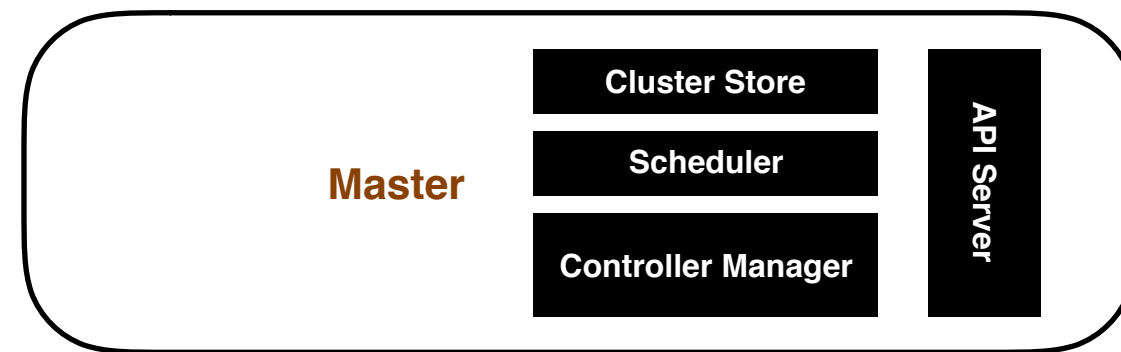 Master
Cluster Store
Scheduler
Controller Manager
API Server